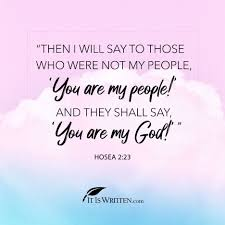 “THEN I WILL SAY TO THOSE
WHO WERE NOT MY PEOPLE,
‘You are my people!’
AND THEY SHALL SAY,
‘You are my God!’ ”
HOSEA 2:23
IT IS WRITTEN.com